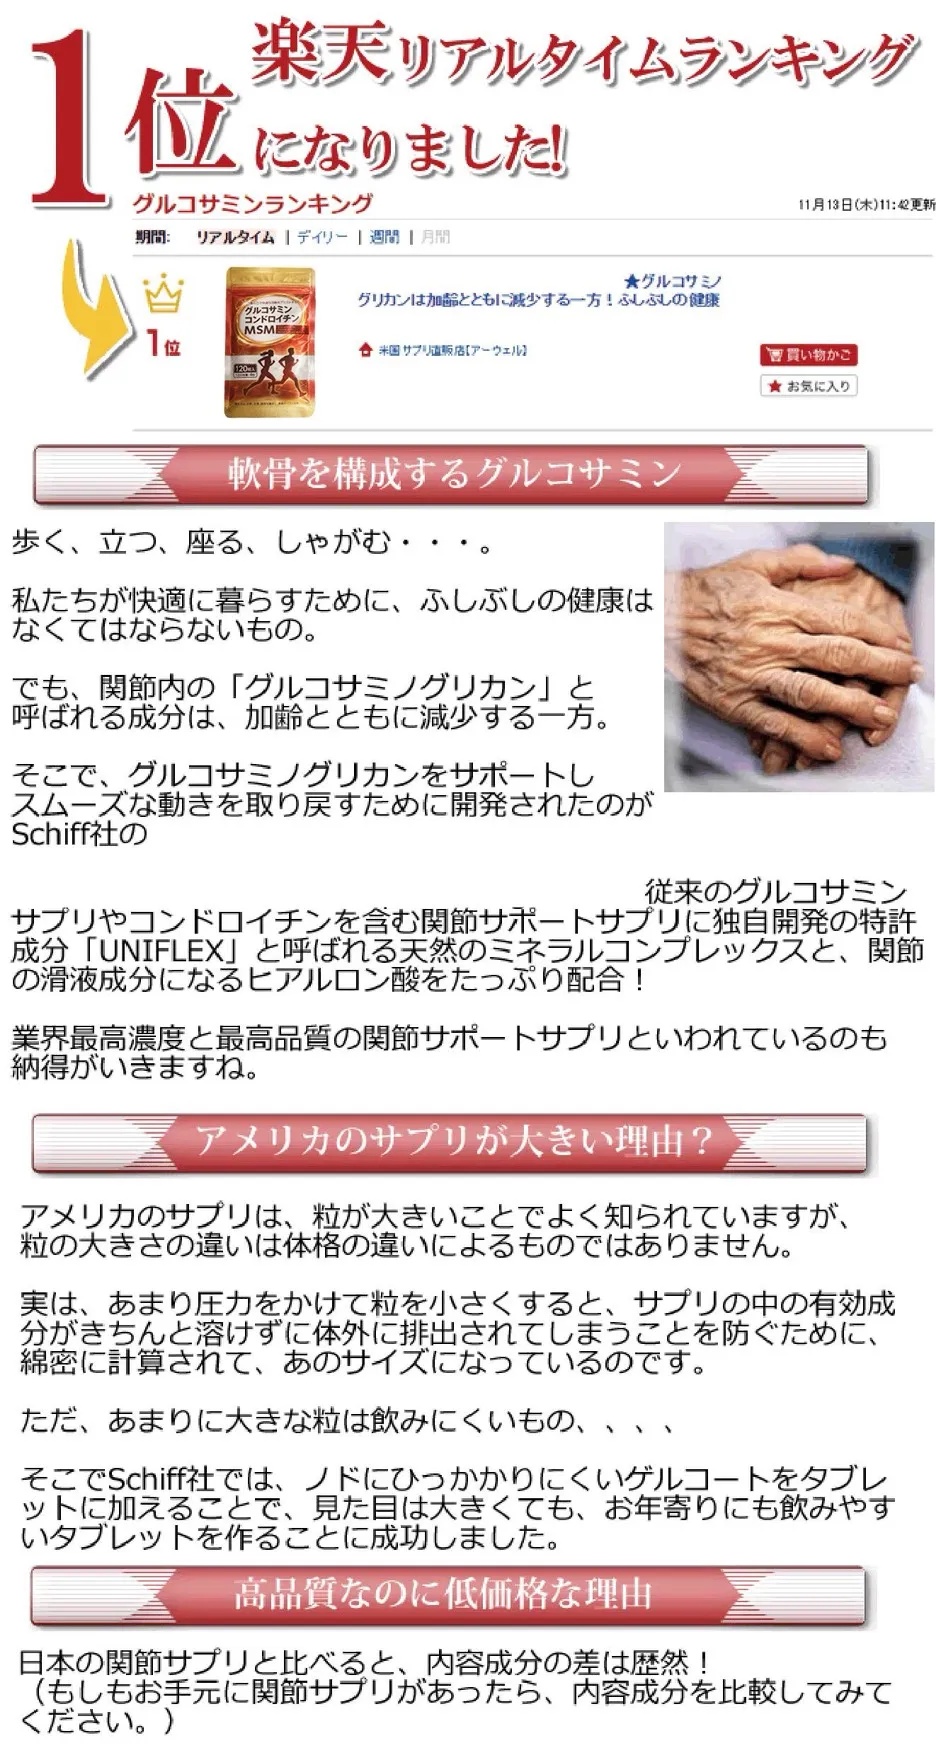 1位
楽天リアルタイムランキング
になりました!
グルコサミンランキング
11月13日(木)11:42更新
期間: リアルタイム | デイリー | 週間 | 月間
★グルコサミノ
グリカンは加齢とともに減少する一方！ふしぶしの健康
1位
グルコサミン
コンドロイチン
MSM
120
米国サプリ直販店【アーウェル】
買い物かご
★ お気に入り
軟骨を構成するグルコサミン
歩く、立つ、座る、しゃがむ・・・。
私たちが快適に暮らすために、ふしぶしの健康は
なくてはならないもの。
でも、関節内の「グルコサミノグリカン」と
呼ばれる成分は、加齢とともに減少する一方。
そこで、グルコサミノグリカンをサポートし
スムーズな動きを取り戻すために開発されたのが
Schiff社の
従来のグルコサミン
サプリやコンドロイチンを含む関節サポートサプリに独自開発の特許
成分「UNIFLEX」と呼ばれる天然のミネラルコンプレックスと、関節
の滑液成分になるヒアルロン酸をたっぷり配合！
業界最高濃度と最高品質の関節サポートサプリといわれているのも
納得がいきますね。
アメリカのサプリが大きい理由？
アメリカのサプリは、粒が大きいことでよく知られていますが、
粒の大きさの違いは体格の違いによるものではありません。
実は、あまり圧力をかけて粒を小さくすると、サプリの中の有効成
分がきちんと溶けずに体外に排出されてしまうことを防ぐために、
綿密に計算されて、あのサイズになっているのです。
ただ、あまりに大きな粒は飲みにくいもの、、、、
そこでSchiff社では、ノドにひっかかりにくいゲルコートをタブレ
ットに加えることで、見た目は大きくても、お年寄りにも飲みやす
いタブレットを作ることに成功しました。
高品質なのに低価格な理由
日本の関節サプリと比べると、内容成分の差は歴然！
（もしもお手元に関節サプリがあったら、内容成分を比較してみて
ください。）